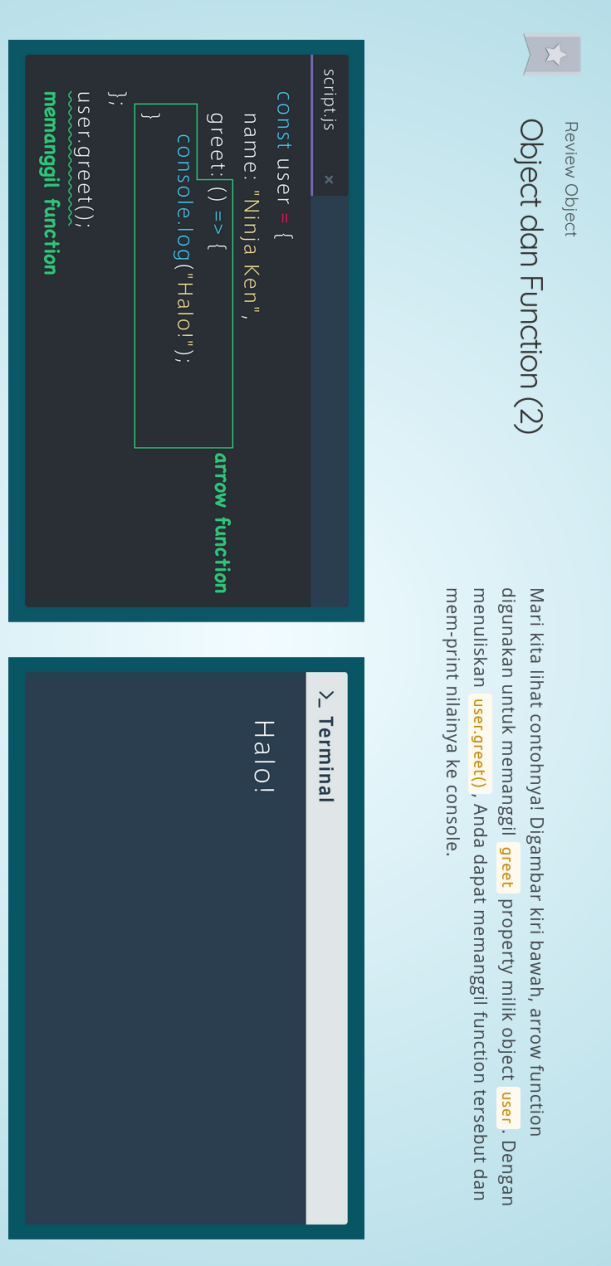 Review Object
Object dan Function (2)
Mari kita lihat contohnya! Digambar kiri bawah, arrow function
digunakan untuk memanggil greet property milik object user. Dengan
menuliskan user.greet(), Anda dapat memanggil function tersebut dan
mem-print nilainya ke console.
script.js ×
const user = {
name: "Ninja Ken",
greet: () => {
console.log("Halo!");
}
};
user.greet();
arrow function
memanggil function
>_ Terminal
Halo!